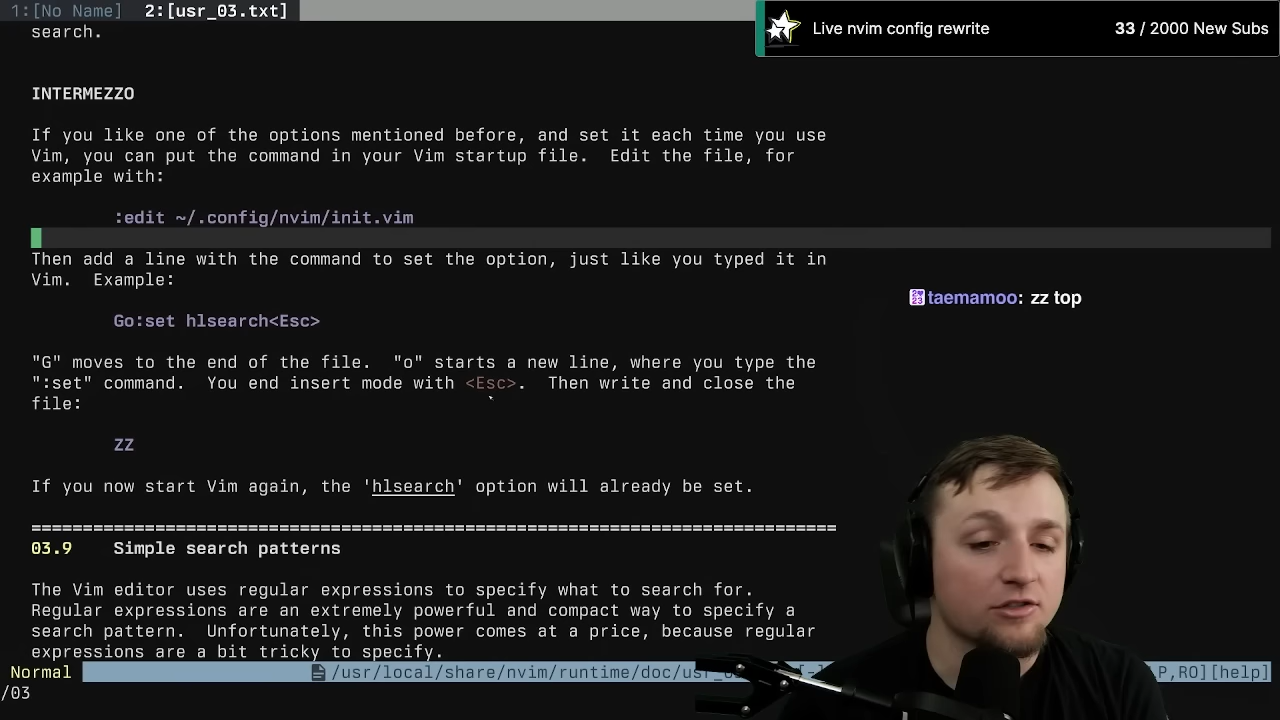 1:[No Name] 2:[usr_03.txt]
Live nvim config rewrite 33 / 2000 New Subs
search.
INTERMEZZO
If you like one of the options mentioned before, and set it each time you use
Vim, you can put the command in your Vim startup file. Edit the file, for
example with:
:edit ~/.config/nvim/init.vim
Then add a line with the command to set the option, just like you typed it in
Vim. Example:
Go:set hlsearch<Esc>
"G" moves to the end of the file. "o" starts a new line, where you type the
":set" command. You end insert mode with <Esc>. Then write and close the
file:
ZZ
If you now start Vim again, the 'hlsearch' option will already be set.
================================================================================
03.9 Simple search patterns
The Vim editor uses regular expressions to specify what to search for.
Regular expressions are an extremely powerful and compact way to specify a
search pattern. Unfortunately, this power comes at a price, because regular
expressions are a bit tricky to specify.
taemamoo: zz top
Normal /usr/local/share/nvim/runtime/doc/usr_ P,RO][help]
/03